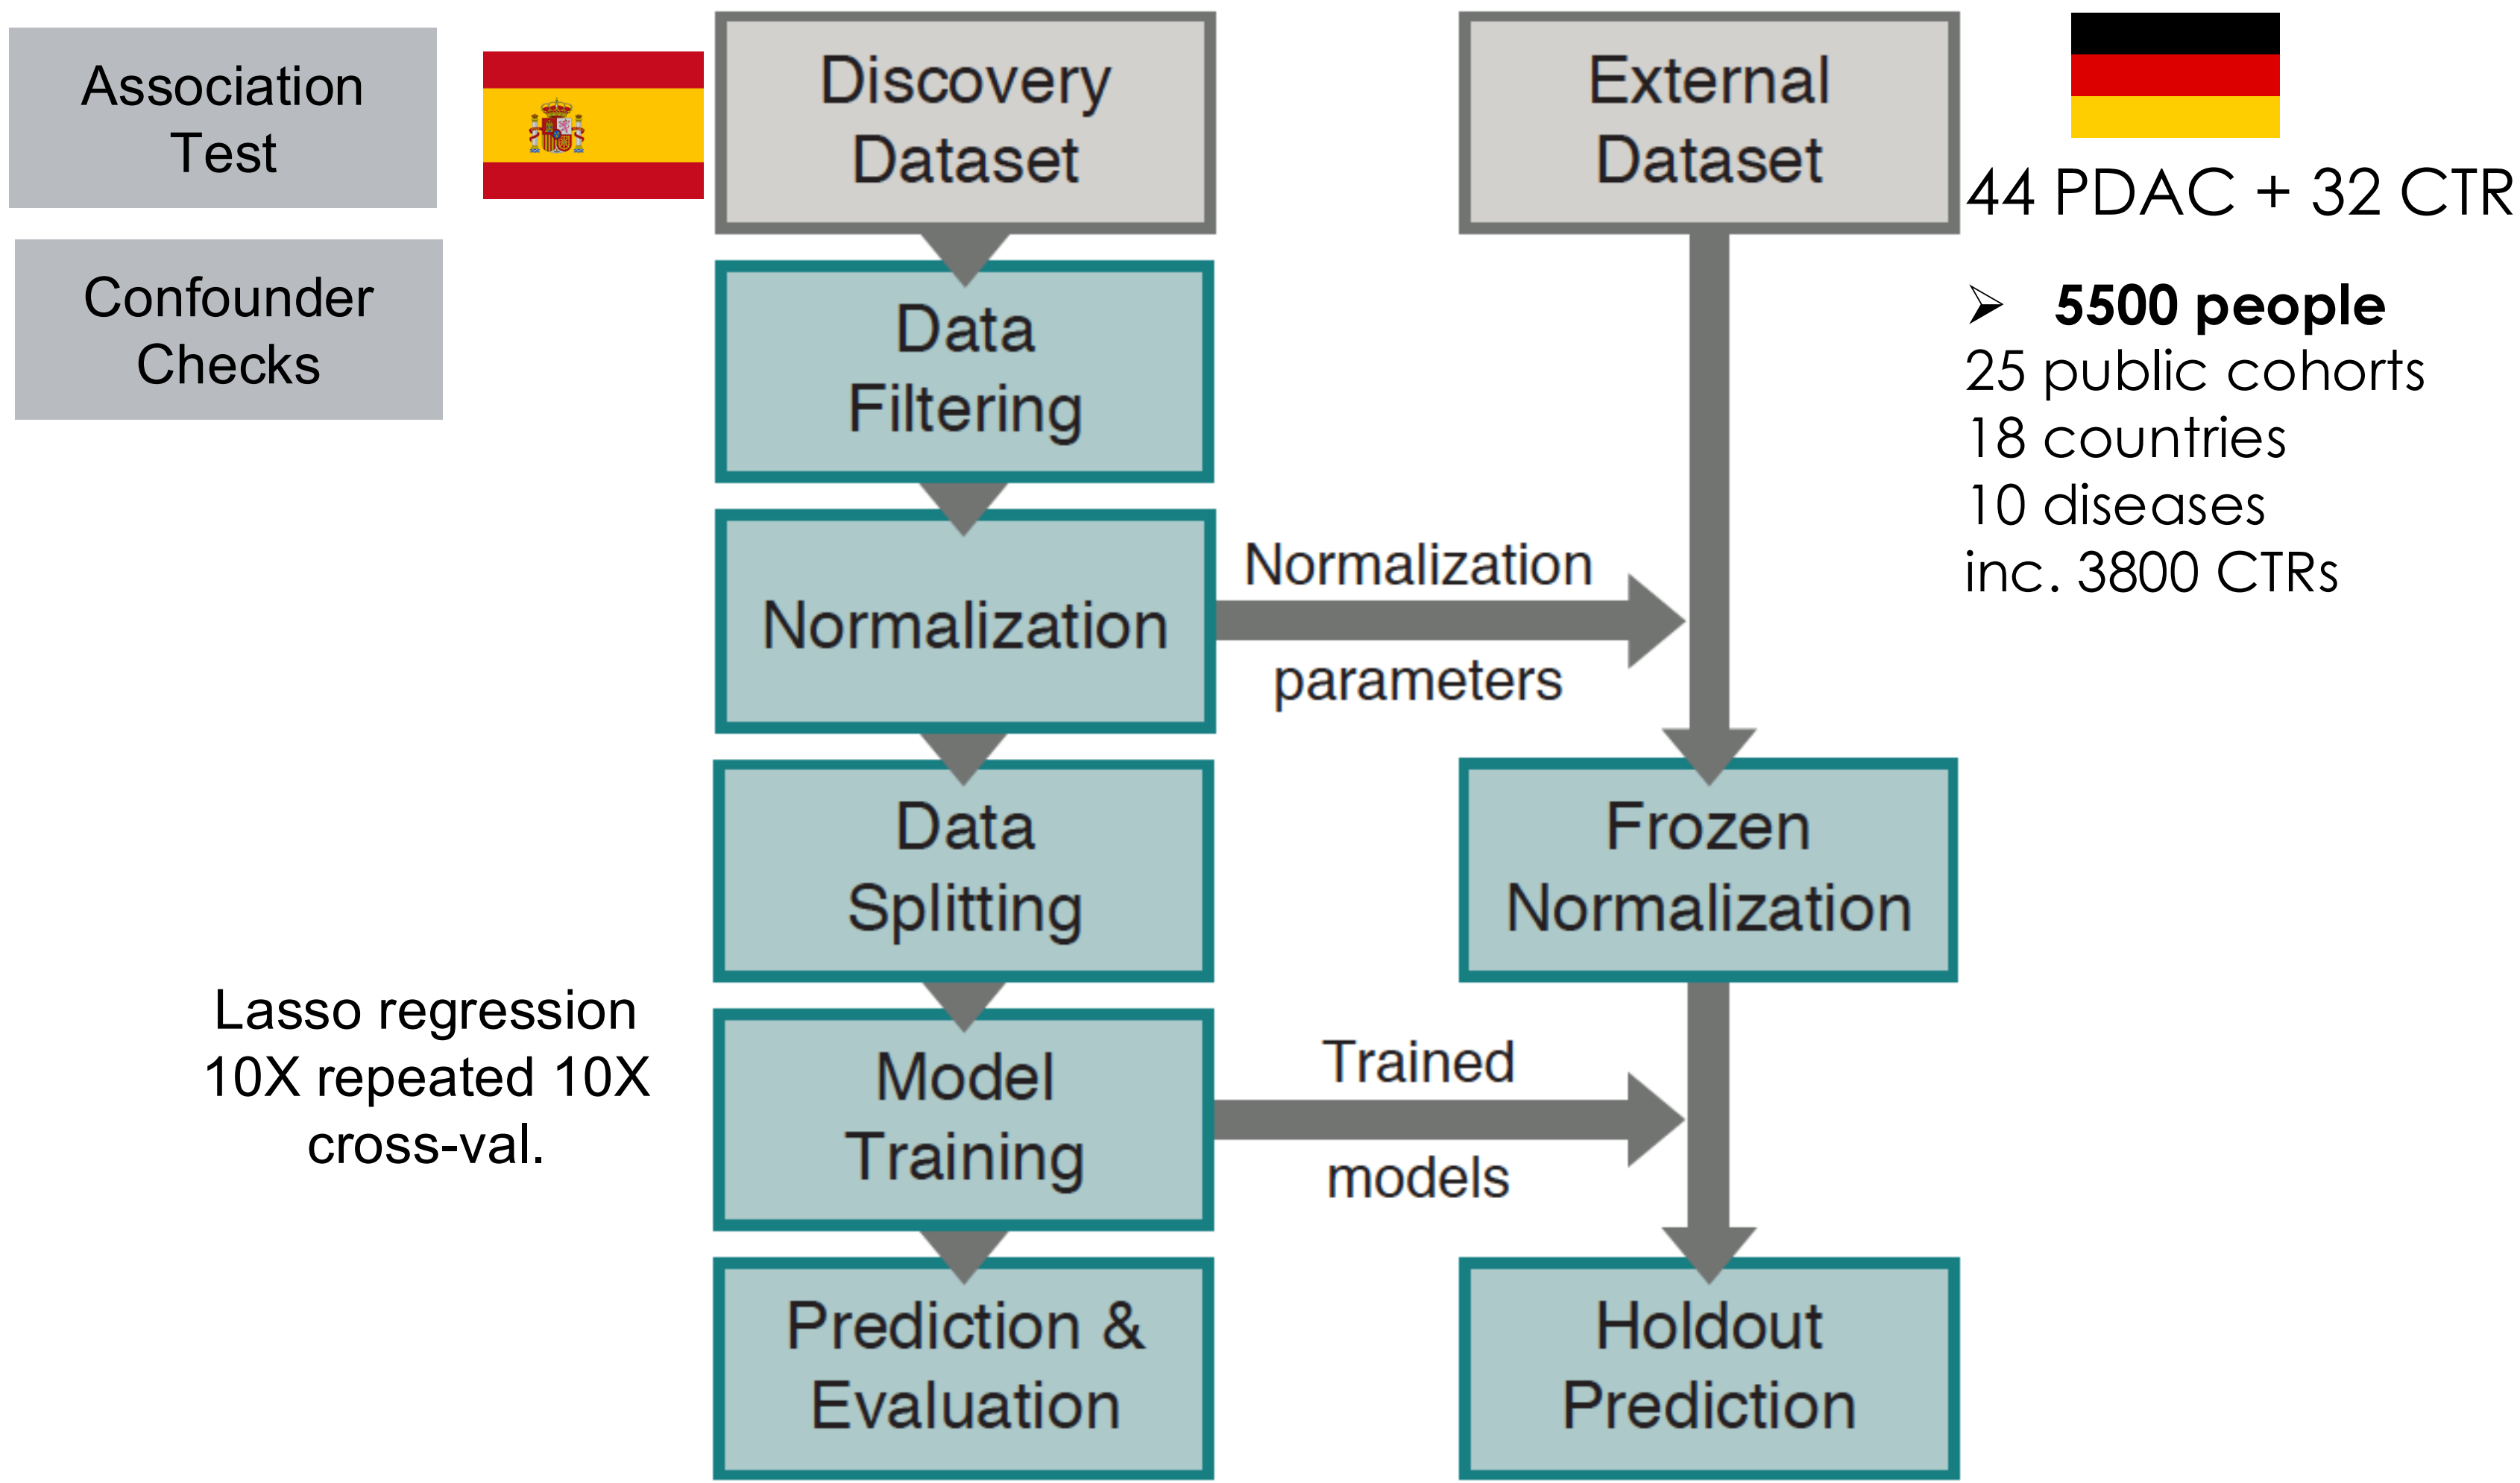 Association
Test
Confounder
Checks
Discovery
Dataset
External
Dataset
44 PDAC + 32 CTR
5500 people
25 public cohorts
18 countries
10 diseases
inc. 3800 CTRs
Data
Filtering
Normalization
Normalization
parameters
Data
Splitting
Frozen
Normalization
Lasso regression
10X repeated 10X
cross-val.
Model
Training
Trained
models
Prediction &
Evaluation
Holdout
Prediction